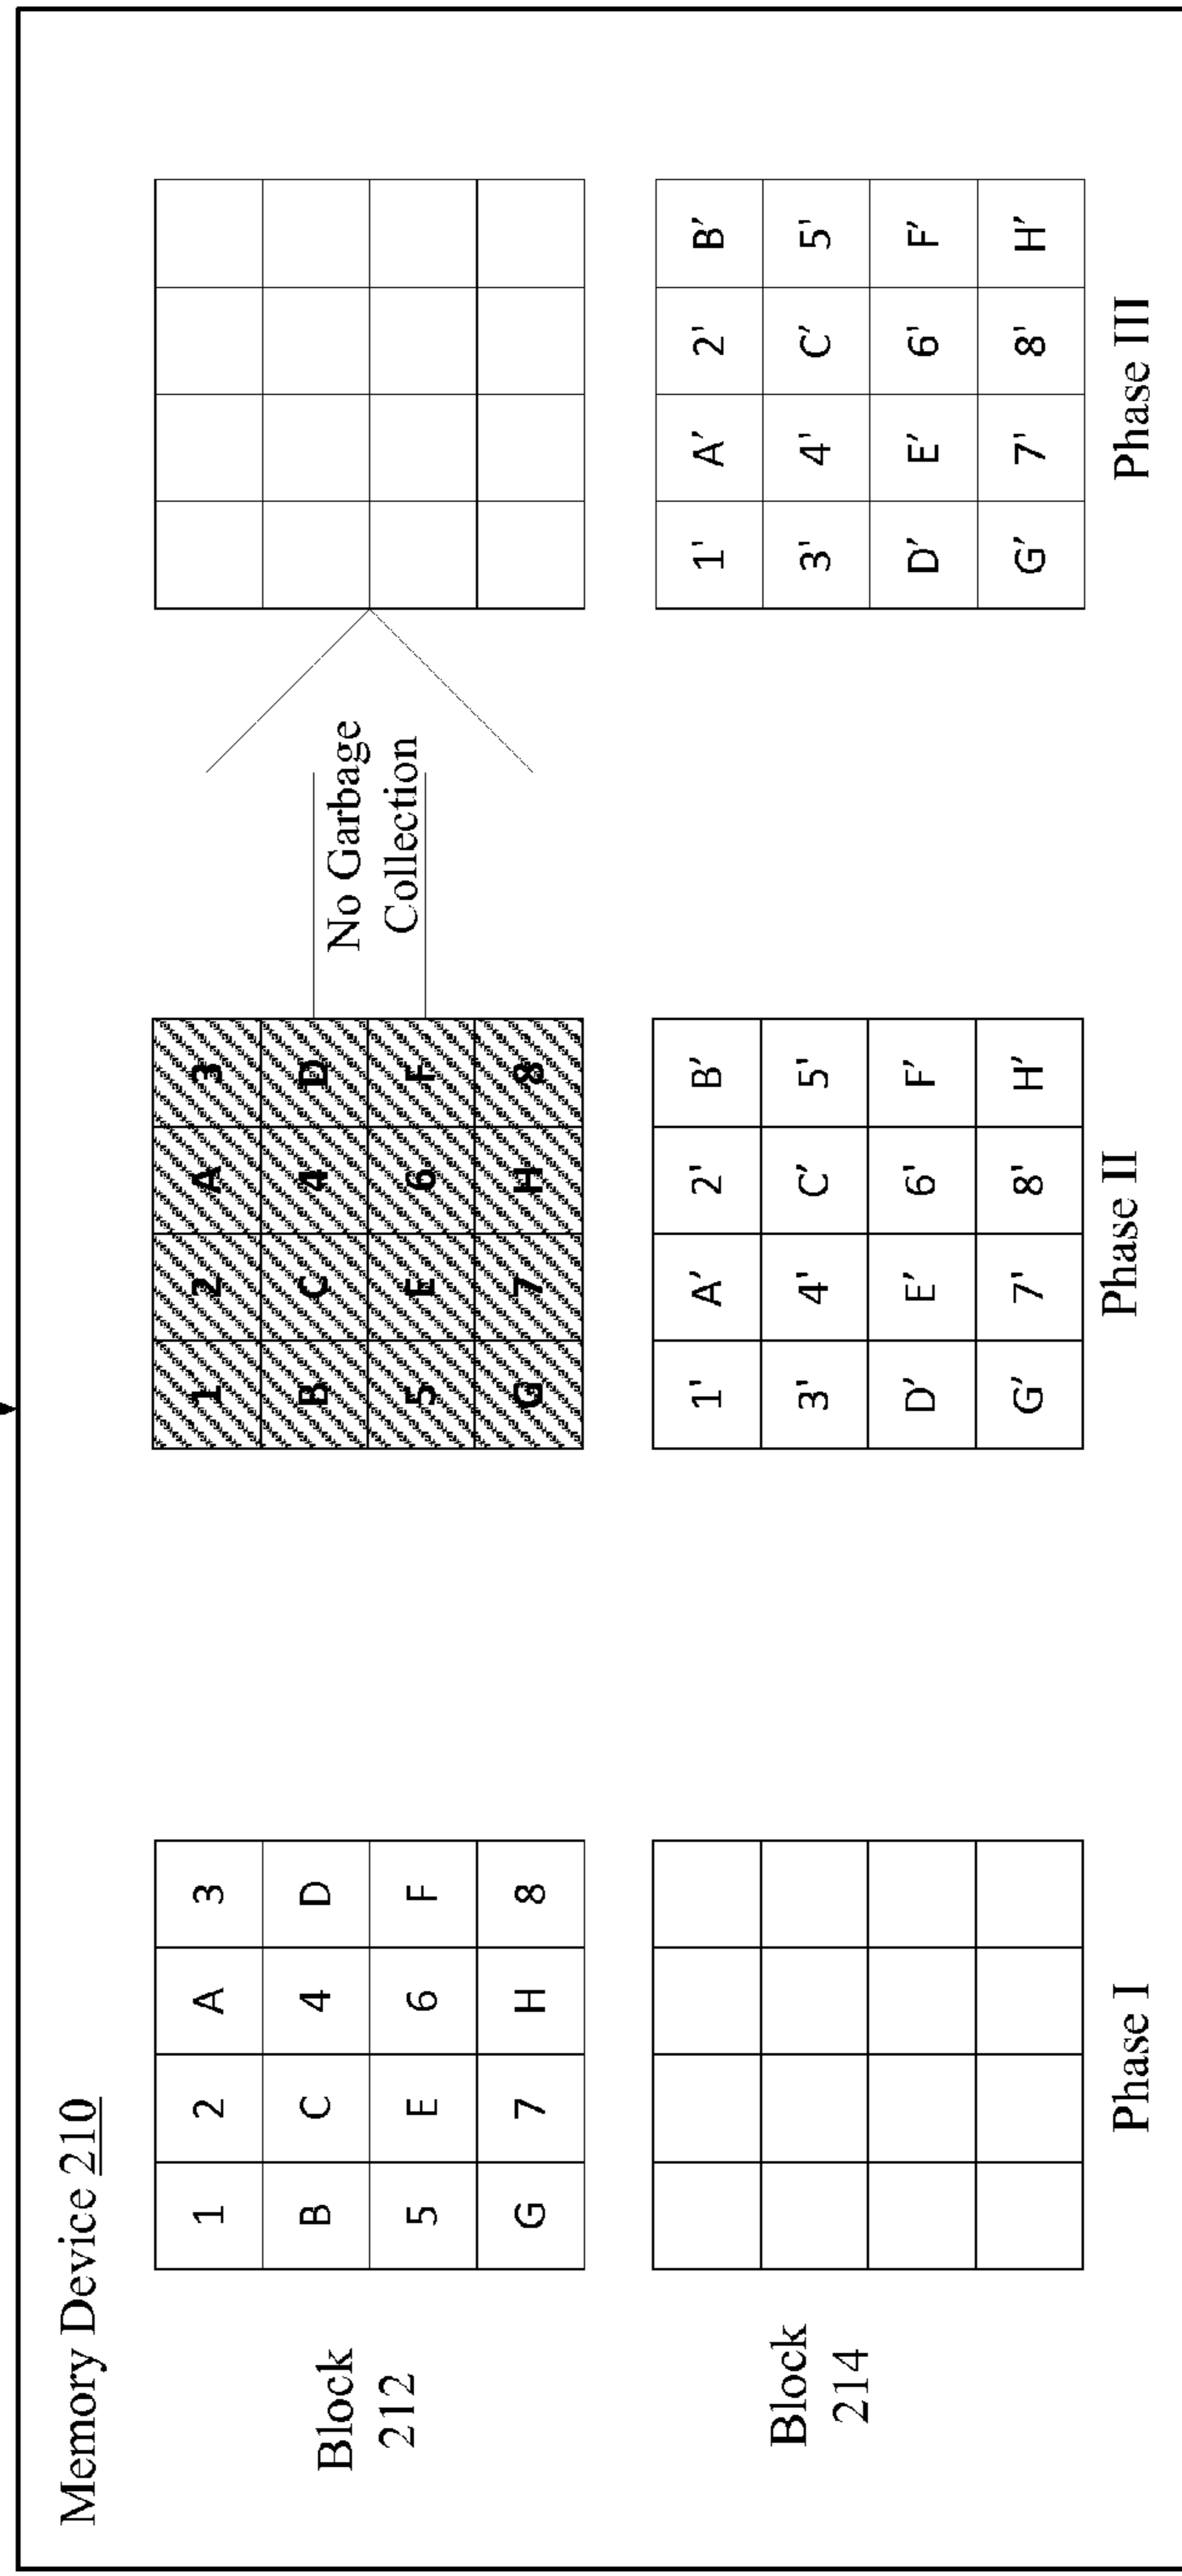 Memory Device 210
Block
212
1 2 A 3
B C 4 D
5 E 6 F
G 7 H 8
1 2 A 3
B C 4 D
5 E 6 F
G 7 H 8
No Garbage
Collection
Block
214
1' A' 2' B'
3' 4' C' 5'
D' E' 6' F'
G' 7' 8' H'
1' A' 2' B'
3' 4' C' 5'
D' E' 6' F'
G' 7' 8' H'
Phase I
Phase II
Phase III